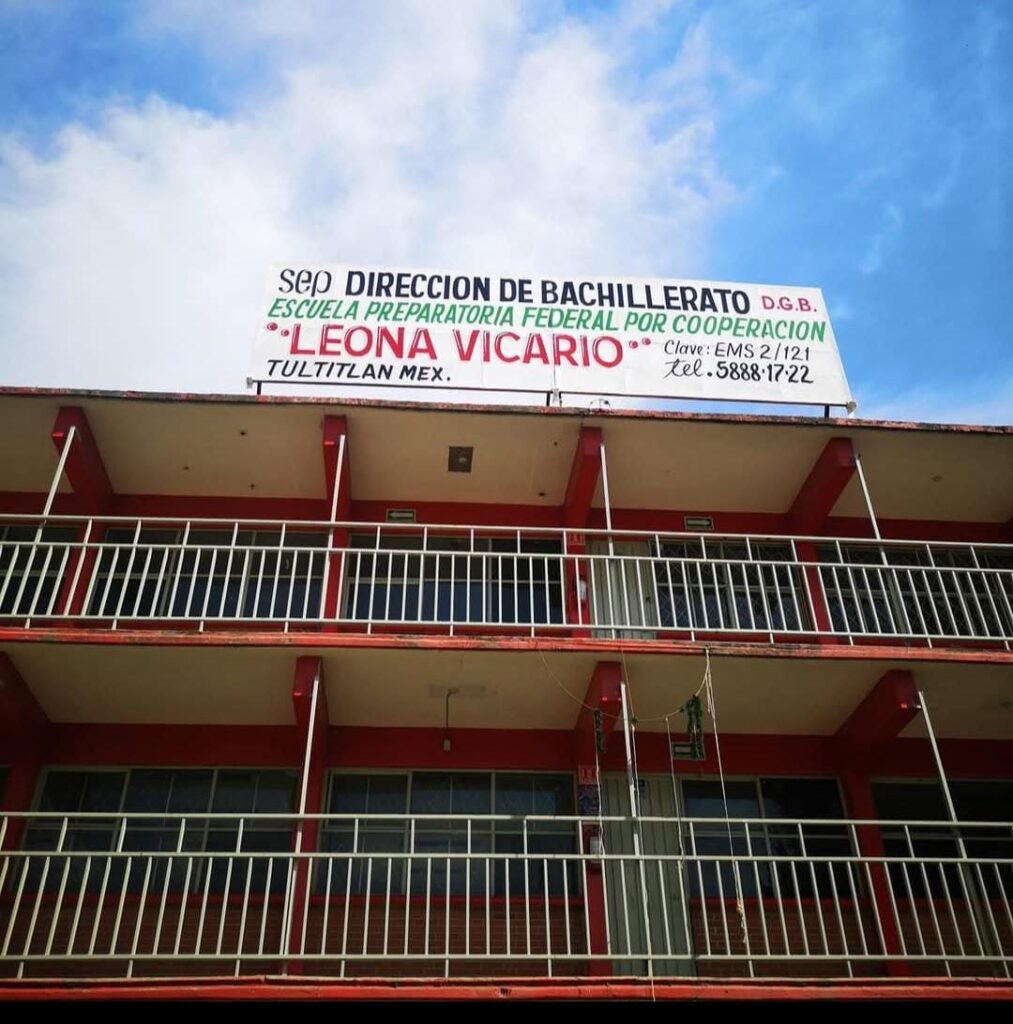 sep DIRECCION DE BACHILLERATO D.G.B.
ESCUELA PREPARATORIA FEDERAL POR COOPERACION
"LEONA VICARIO" Clave: EMS 2/121
TULTITLAN MEX. tel. 5888-17-22